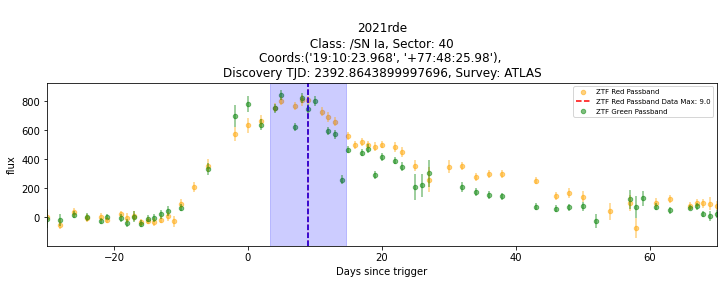 2021rde
Class: /SN Ia, Sector: 40
Coords:('19:10:23.968', '+77:48:25.98'),
Discovery TJD: 2392.8643899997696, Survey: ATLAS
ZTF Red Passband
ZTF Red Passband Data Max: 9.0
ZTF Green Passband
800
600
400
200
0
flux
−20
0
20
40
60
Days since trigger